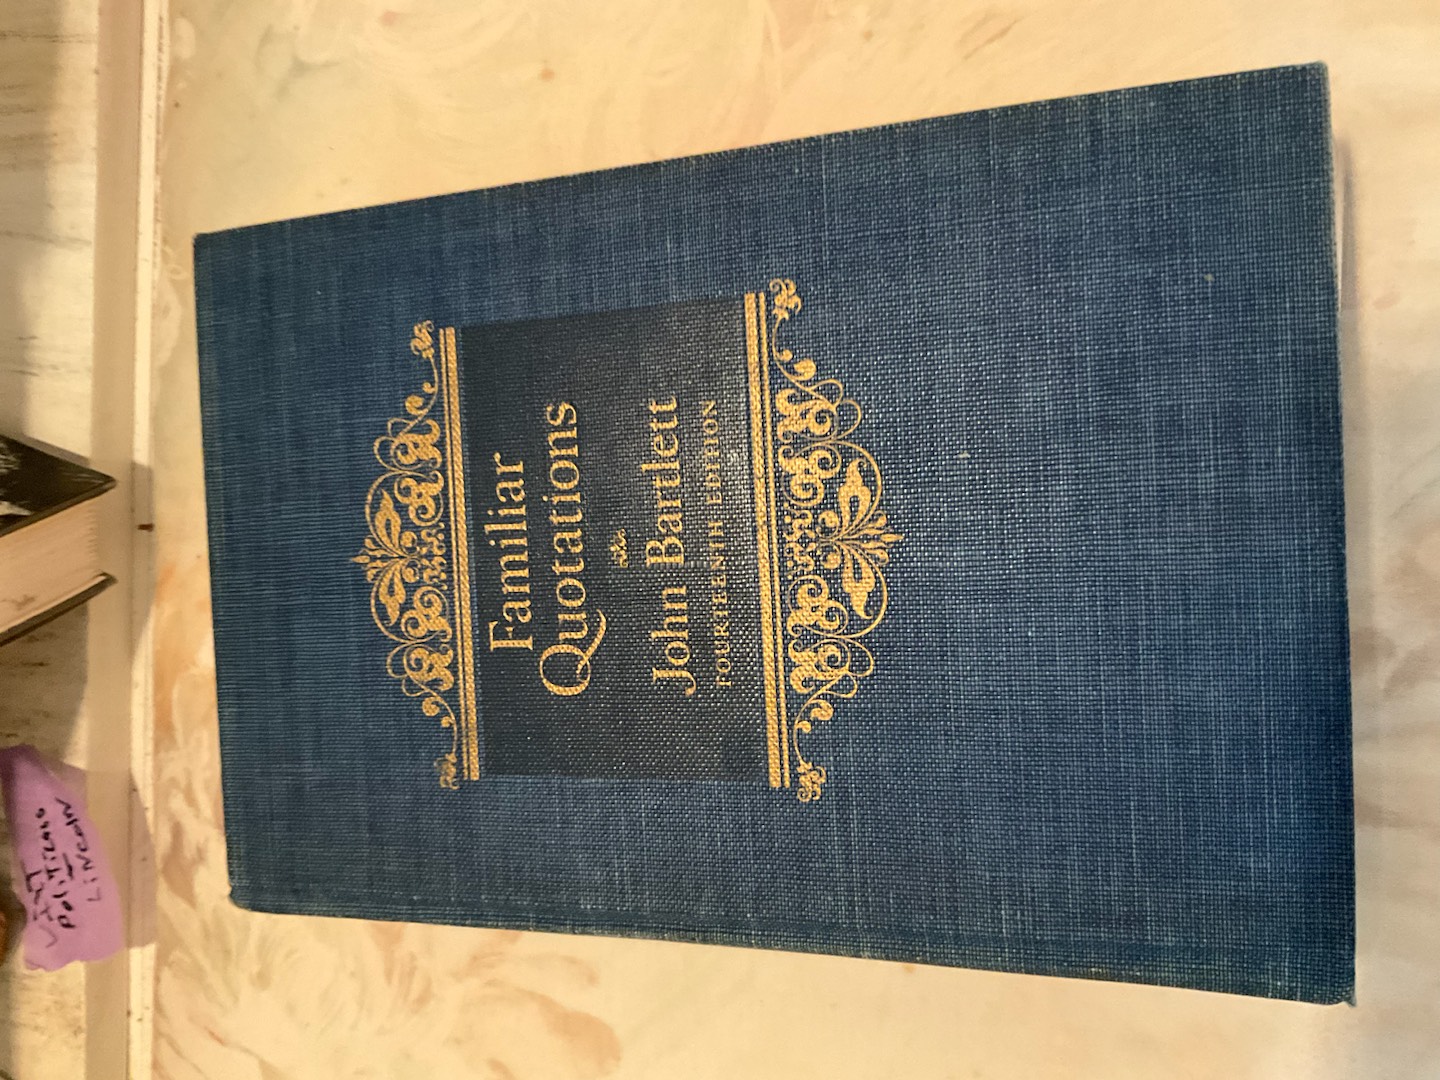 Familiar
Quotations
John Bartlett
FOURTEENTH EDITION
LINCOLN